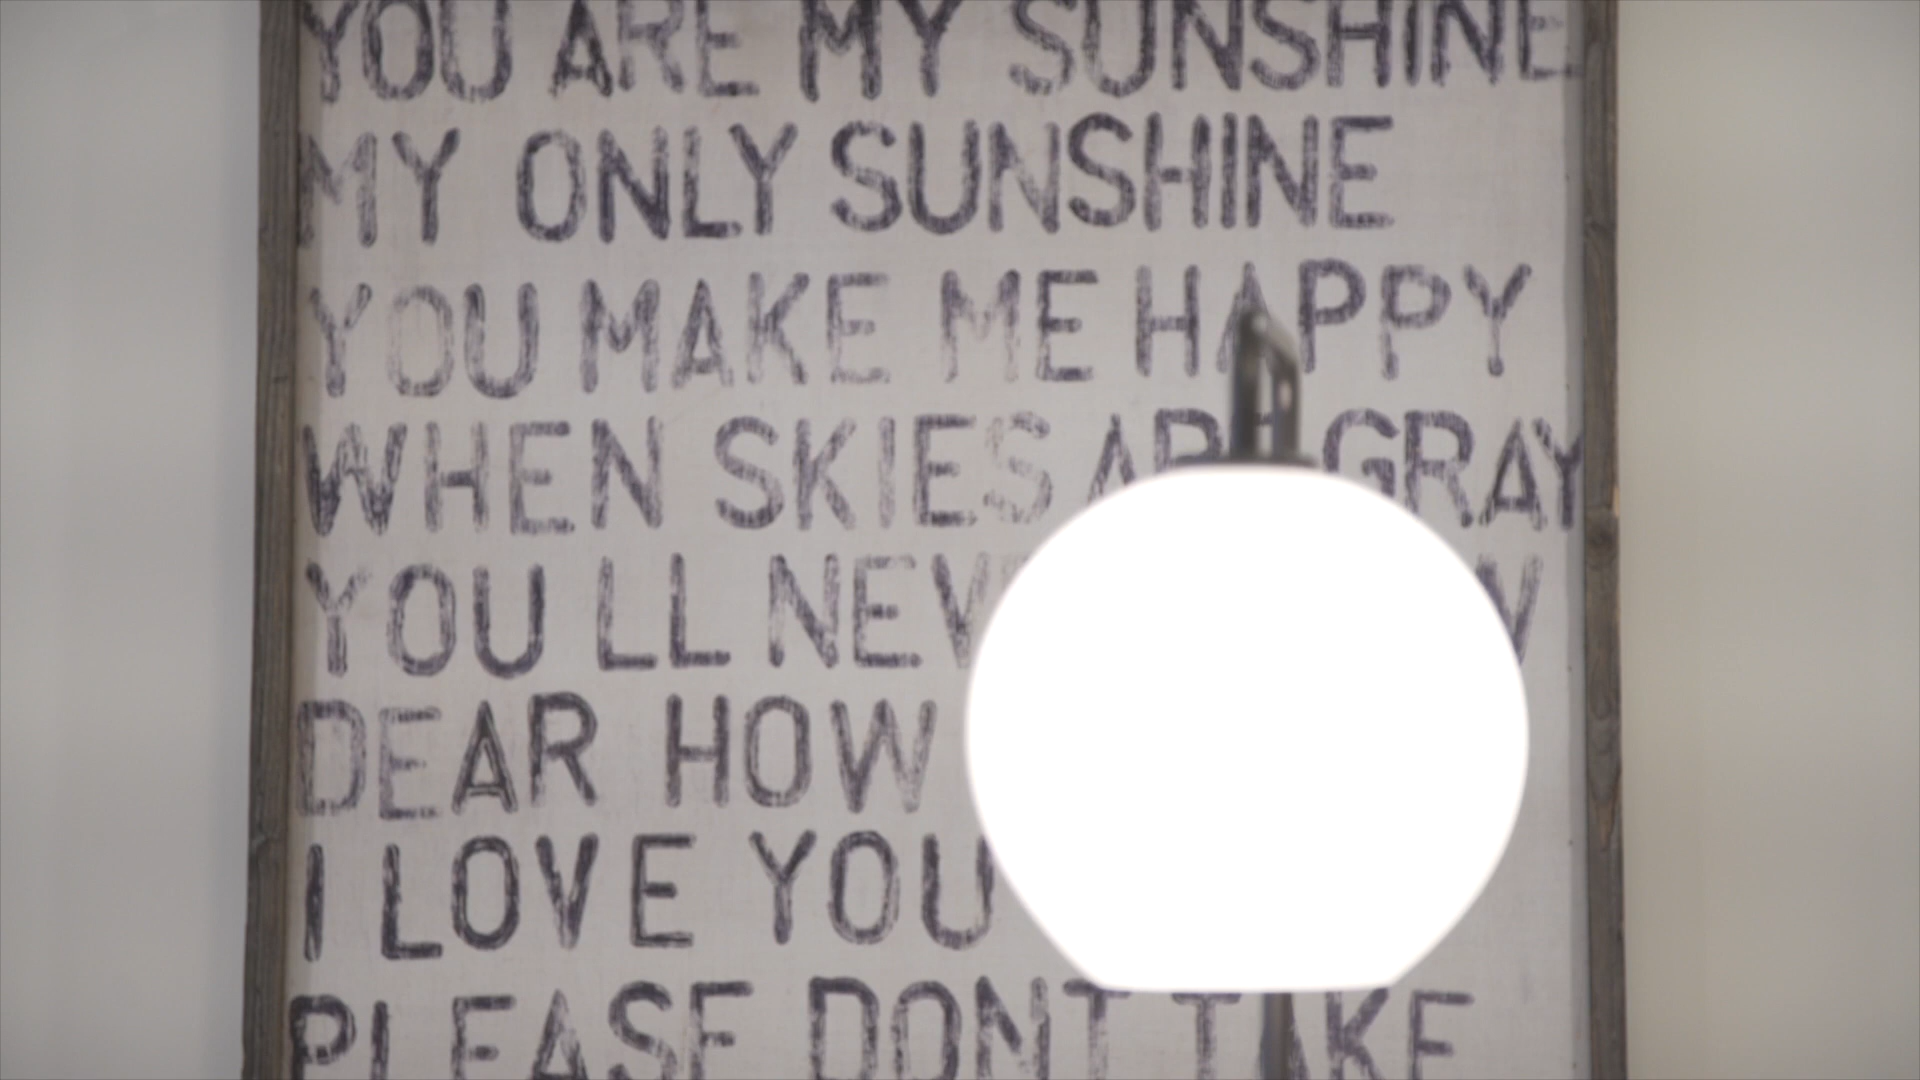 YOU ARE MY SUNSHINE
MY ONLY SUNSHINE
YOU MAKE ME HAPPY
WHEN SKIES ARE GRAY
YOU LL
DEAR HOW
I LOVE YOU
PLEASE DONT TAKE